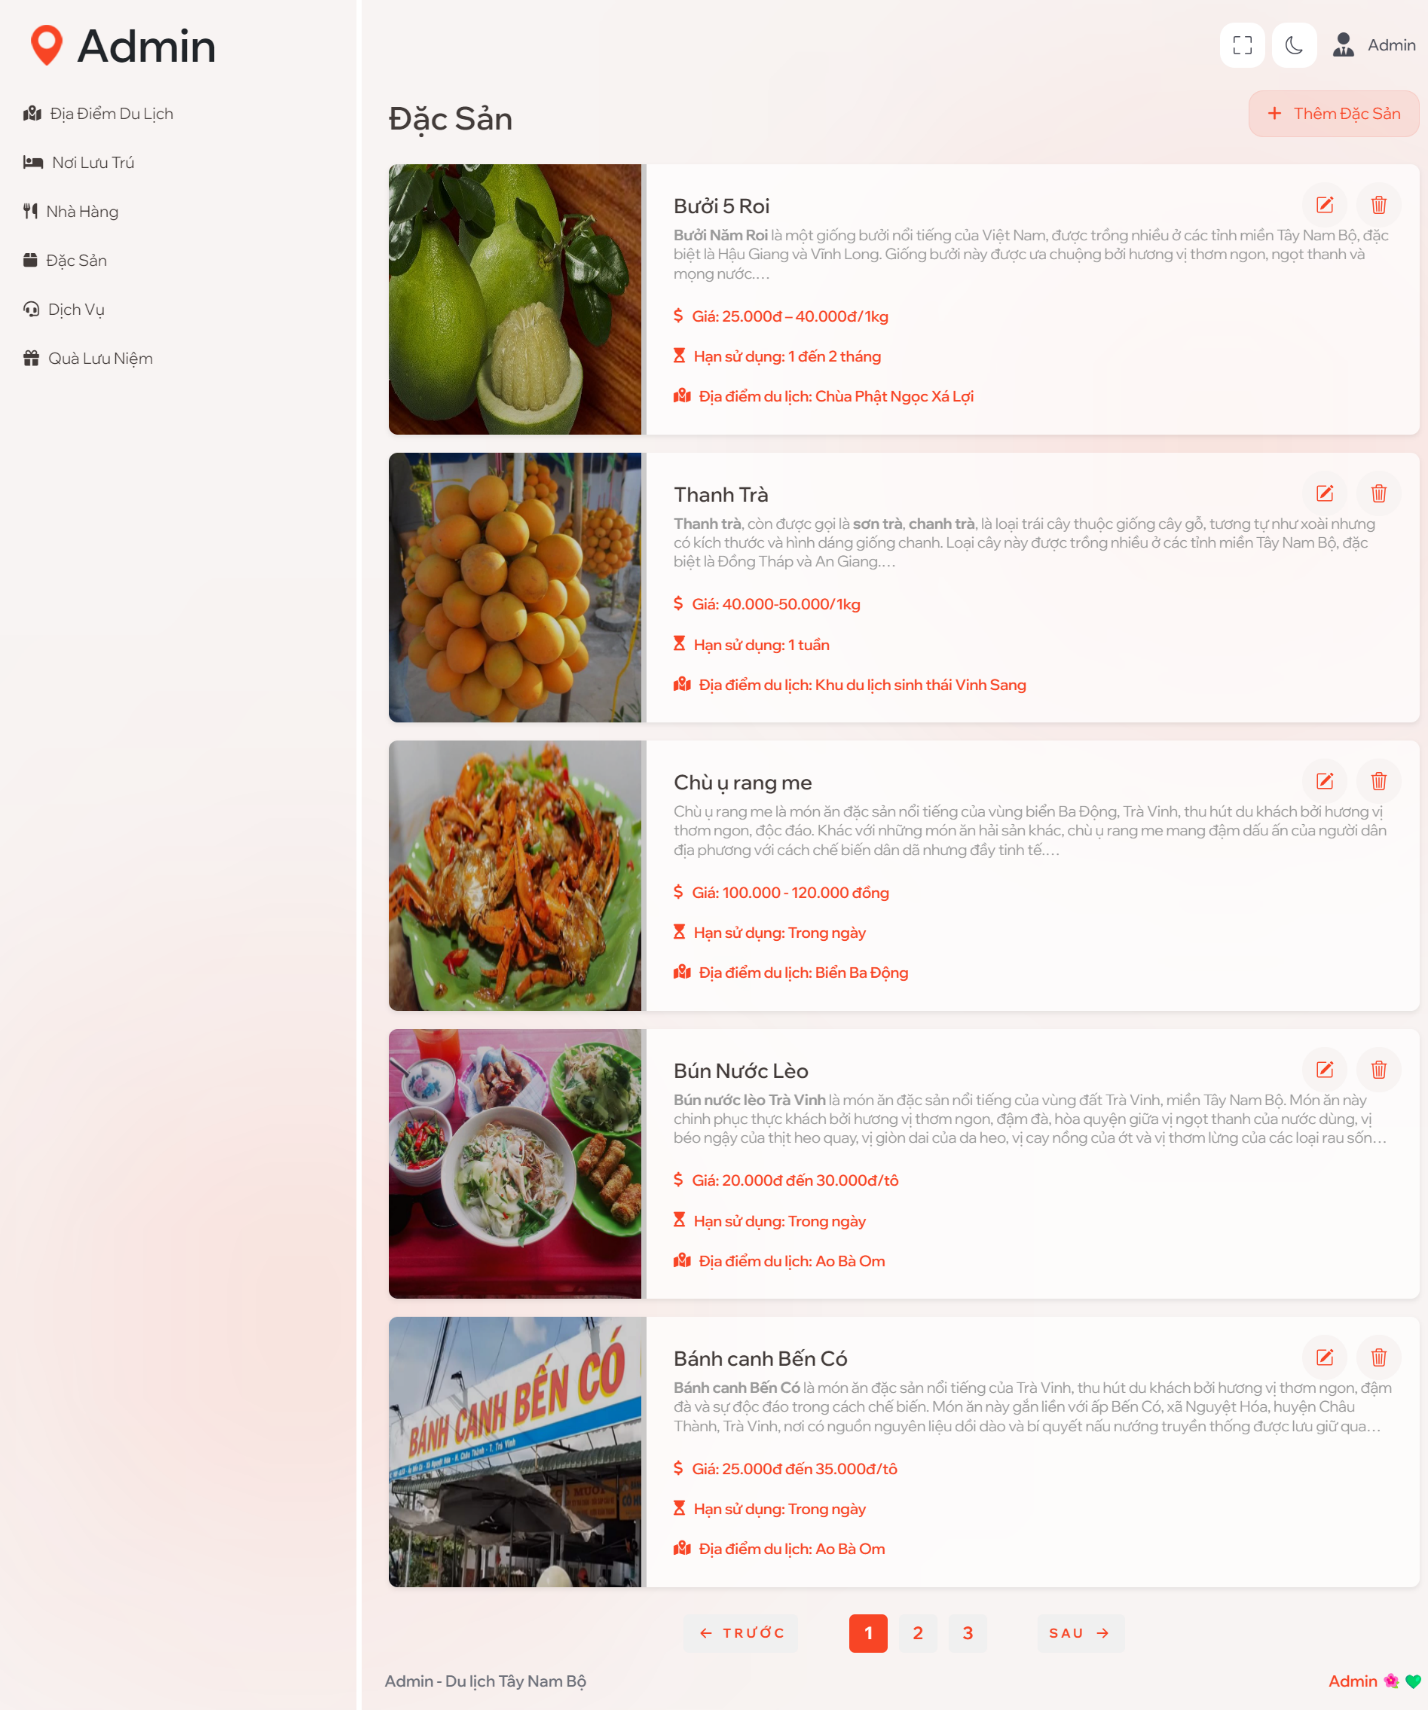 Admin
Admin
Địa Điểm Du Lịch
Nơi Lưu Trú
Nhà Hàng
Đặc Sản
Dịch Vụ
Quà Lưu Niệm
Đặc Sản
+ Thêm Đặc Sản
Bưởi 5 Roi
Bưởi Năm Roi là một giống bưởi nổi tiếng của Việt Nam, được trồng nhiều ở các tỉnh miền Tây Nam Bộ, đặc
biệt là Hậu Giang và Vĩnh Long. Giống bưởi này được ưa chuộng bởi hương vị thơm ngon, ngọt thanh và
mọng nước.…
$ Giá: 25.000đ – 40.000đ/1kg
Hạn sử dụng: 1 đến 2 tháng
Địa điểm du lịch: Chùa Phật Ngọc Xá Lợi
Thanh Trà
Thanh trà, còn được gọi là sơn trà, chanh trà, là loại trái cây thuộc giống cây gỗ, tương tự như xoài nhưng
có kích thước và hình dáng giống chanh. Loại cây này được trồng nhiều ở các tỉnh miền Tây Nam Bộ, đặc
biệt là Đồng Tháp và An Giang.…
$ Giá: 40.000-50.000/1kg
Hạn sử dụng: 1 tuần
Địa điểm du lịch: Khu du lịch sinh thái Vinh Sang
Chù ụ rang me
Chù ụ rang me là món ăn đặc sản nổi tiếng của vùng biển Ba Động, Trà Vinh, thu hút du khách bởi hương vị
thơm ngon, độc đáo. Khác với những món ăn hải sản khác, chù ụ rang me mang đậm dấu ấn của người dân
địa phương với cách chế biến dân dã nhưng đầy tinh tế.…
$ Giá: 100.000 - 120.000 đồng
Hạn sử dụng: Trong ngày
Địa điểm du lịch: Biển Ba Động
Bún Nước Lèo
Bún nước lèo Trà Vinh là món ăn đặc sản nổi tiếng của vùng đất Trà Vinh, miền Tây Nam Bộ. Món ăn này
chinh phục thực khách bởi hương vị thơm ngon, đậm đà, hòa quyện giữa vị ngọt thanh của nước dùng, vị
béo ngậy của thịt heo quay, vị giòn dai của da heo, vị cay nồng của ớt và vị thơm lừng của các loại rau sốn…
$ Giá: 20.000đ đến 30.000đ/tô
Hạn sử dụng: Trong ngày
Địa điểm du lịch: Ao Bà Om
BÁNH CANH BẾN CÓ
Bánh canh Bến Có
Bánh canh Bến Có là món ăn đặc sản nổi tiếng của Trà Vinh, thu hút du khách bởi hương vị thơm ngon, đậm
đà và sự độc đáo trong cách chế biến. Món ăn này gắn liền với ấp Bến Có, xã Nguyệt Hóa, huyện Châu
Thành, Trà Vinh, nơi có nguồn nguyên liệu dồi dào và bí quyết nấu nướng truyền thống được lưu giữ qua…
$ Giá: 25.000đ đến 35.000đ/tô
Hạn sử dụng: Trong ngày
Địa điểm du lịch: Ao Bà Om
← TRƯỚC 1 2 3 SAU →
Admin - Du lịch Tây Nam Bộ
Admin 🌺 💚